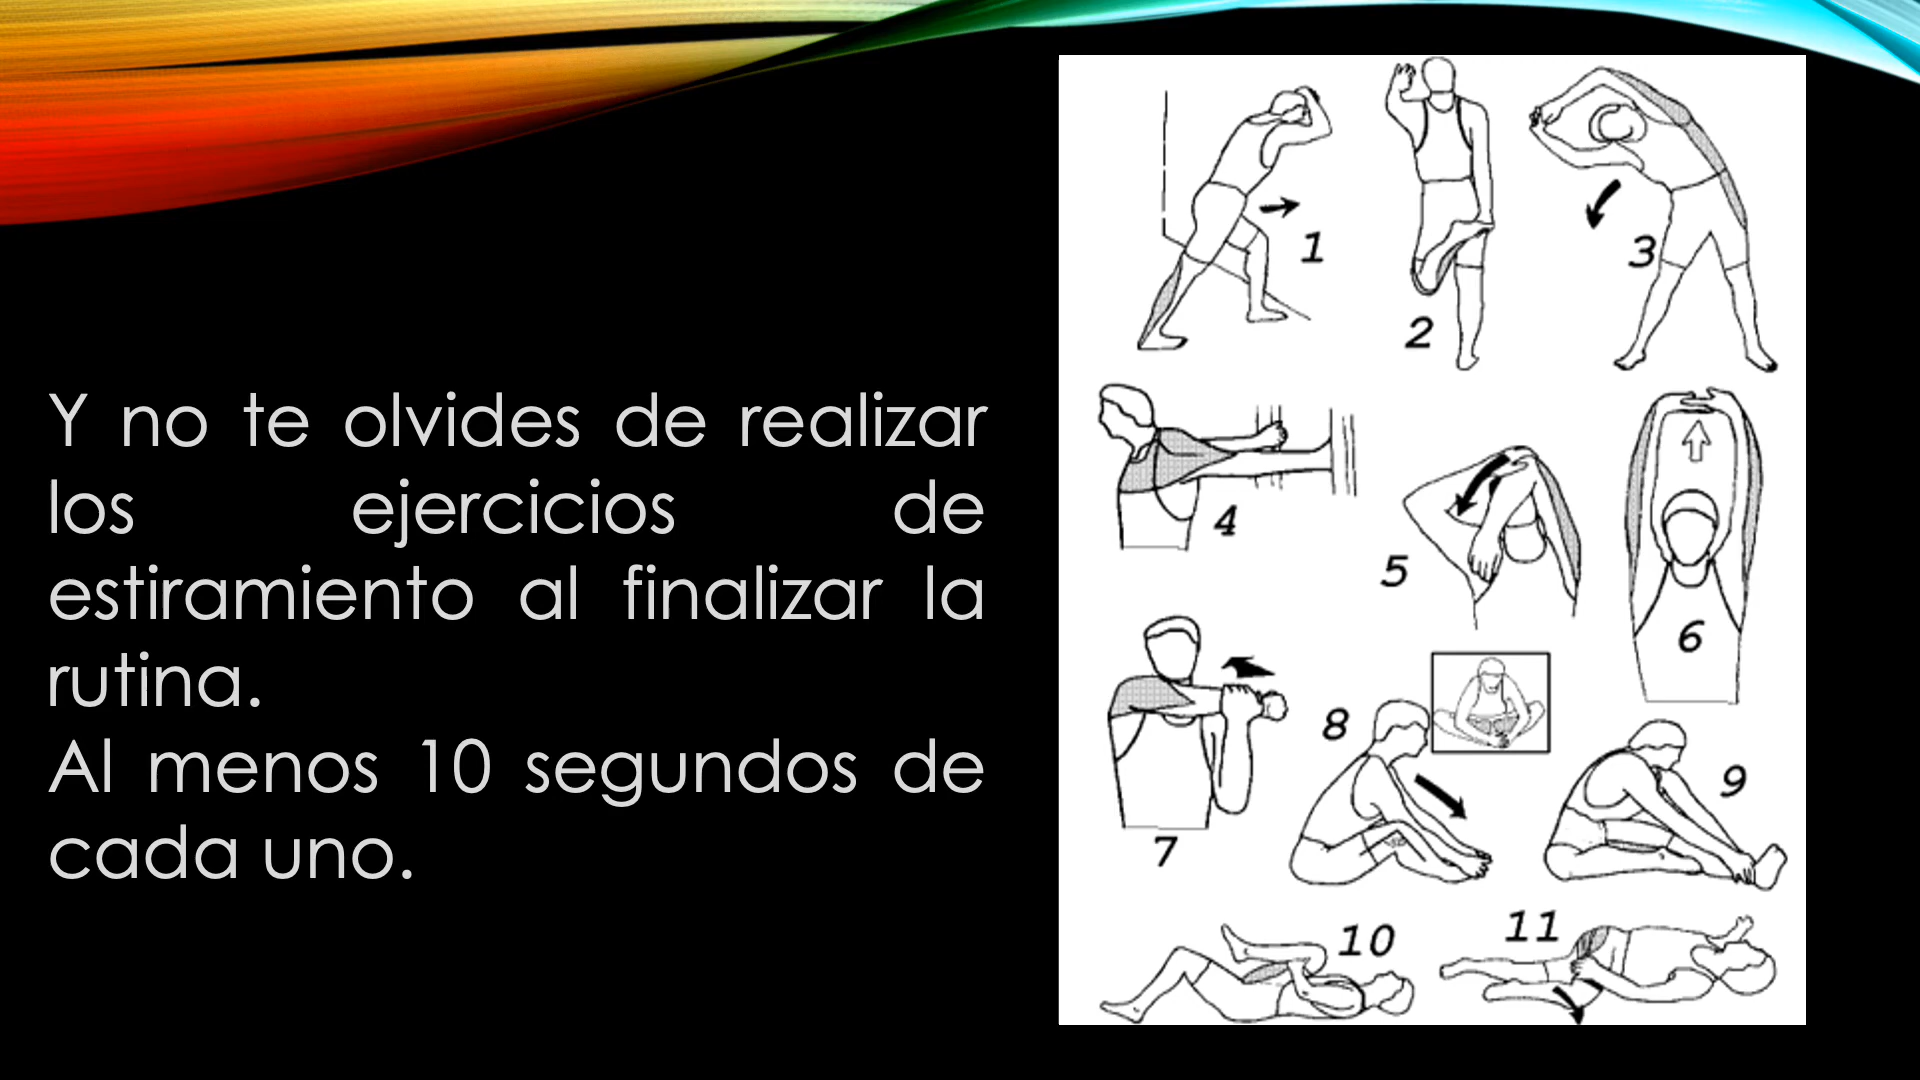 Y no te olvides de realizar
los ejercicios de
estiramiento al finalizar la
rutina.
Al menos 10 segundos de
cada uno.
1
2
3
4
5
6
7
8
9
10
11